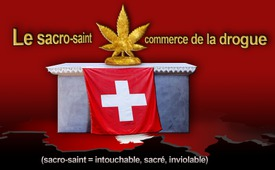 Le sacro-saint commerce de la drogue
(sacro-saint = intouchable, sacré, inviolable)